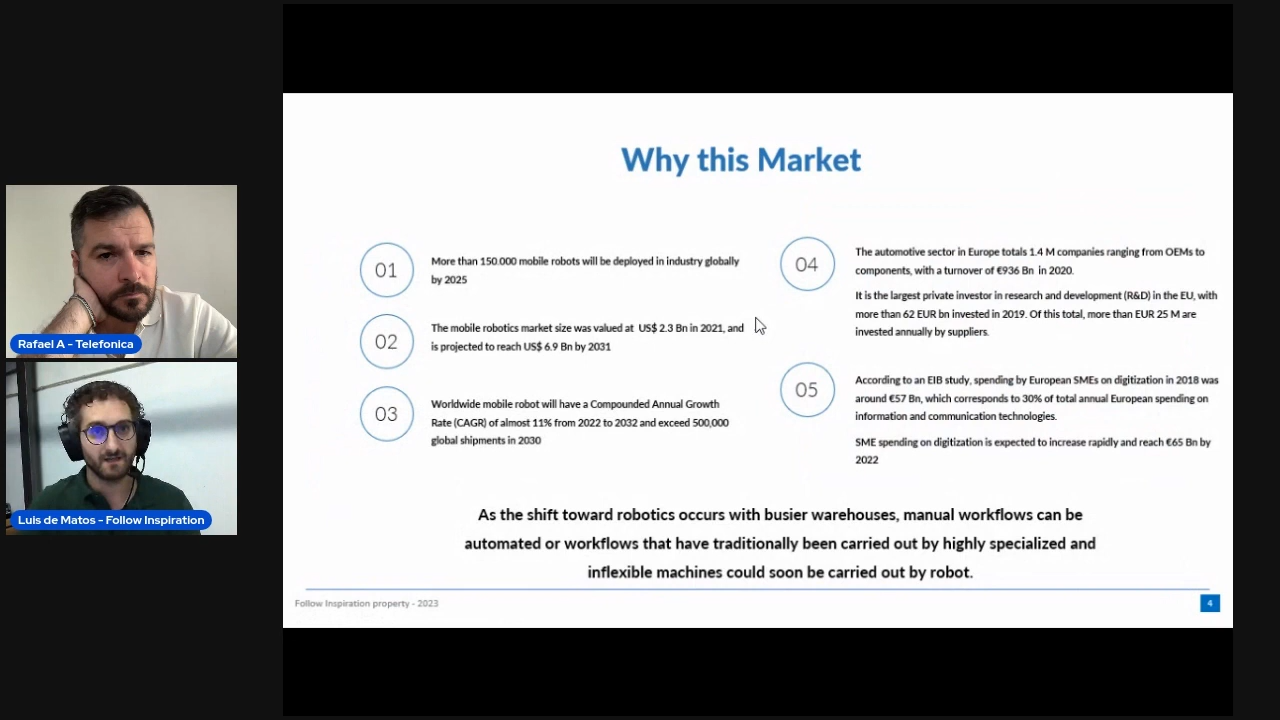 Rafael A - Telefonica
Luis de Matos - Follow Inspiration
Why this Market
01
More than 150.000 mobile robots will be deployed in industry globally
by 2025
02
The mobile robotics market size was valued at US$ 2.3 Bn in 2021, and
is projected to reach US$ 6.9 Bn by 2031
03
Worldwide mobile robot will have a Compounded Annual Growth
Rate (CAGR) of almost 11% from 2022 to 2032 and exceed 500,000
global shipments in 2030
04
The automotive sector in Europe totals 1.4 M companies ranging from OEMs to
components, with a turnover of €936 Bn in 2020.
It is the largest private investor in research and development (R&D) in the EU, with
more than 62 EUR bn invested in 2019. Of this total, more than EUR 25 M are
invested annually by suppliers.
05
According to an EIB study, spending by European SMEs on digitization in 2018 was
around €57 Bn, which corresponds to 30% of total annual European spending on
information and communication technologies.
SME spending on digitization is expected to increase rapidly and reach €65 Bn by
2022
As the shift toward robotics occurs with busier warehouses, manual workflows can be
automated or workflows that have traditionally been carried out by highly specialized and
inflexible machines could soon be carried out by robot.
Follow Inspiration property - 2023
4